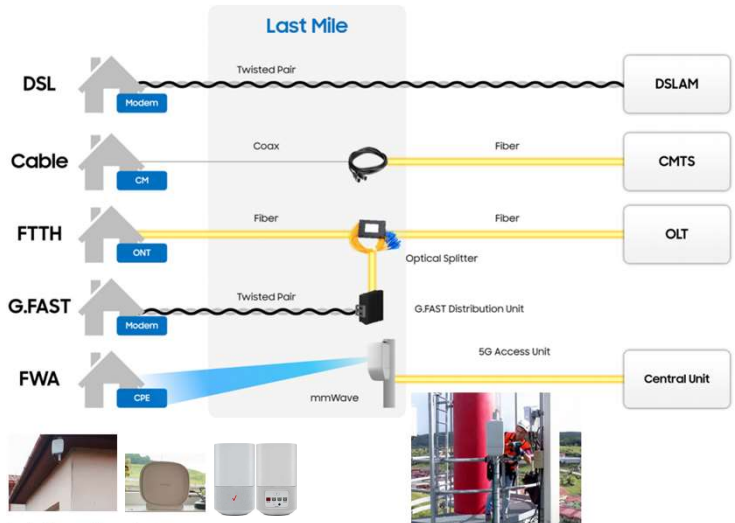 Last Mile
DSL
Modem
Twisted Pair
DSLAM
Cable
CM
Coax
Fiber
CMTS
FTTH
ONT
Fiber
Fiber
OLT
Optical Splitter
G.FAST
Modem
Twisted Pair
G.FAST Distribution Unit
FWA
CPE
mmWave
5G Access Unit
Central Unit